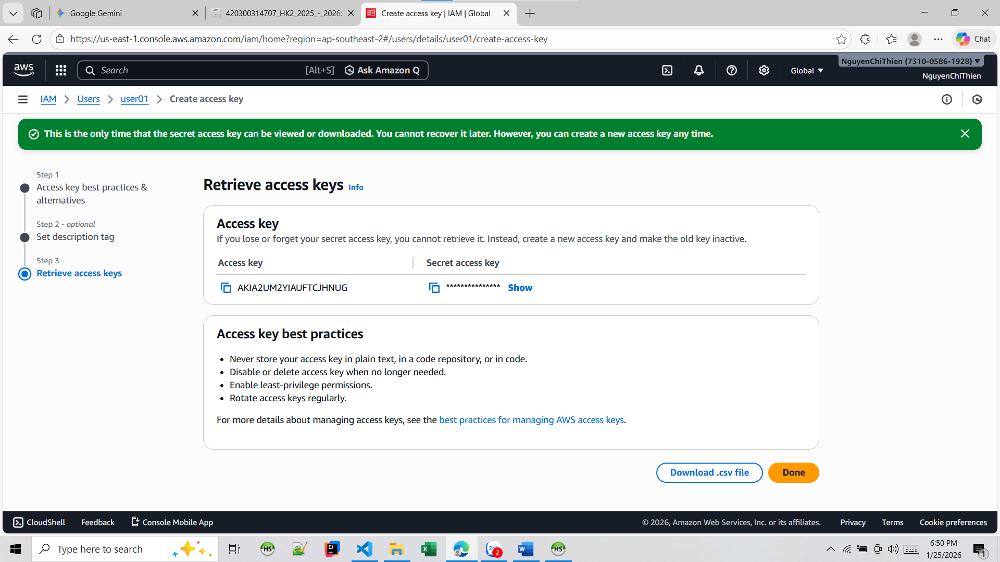 Google Gemini
420300314707_HK2_2025_-_2026:
Create access key | IAM | Global
https://us-east-1.console.aws.amazon.com/iam/home?region=ap-southeast-2#/users/details/user01/create-access-key
Chat
aws
Search
[Alt+S]
Ask Amazon Q
Global
NguyenChiThien (7310-0586-1928)
NguyenChiThien
IAM
Users
user01
Create access key
This is the only time that the secret access key can be viewed or downloaded. You cannot recover it later. However, you can create a new access key any time.
Step 1
Access key best practices &
alternatives
Step 2 - optional
Set description tag
Step 3
Retrieve access keys
Retrieve access keys Info
Access key
If you lose or forget your secret access key, you cannot retrieve it. Instead, create a new access key and make the old key inactive.
Access key
Secret access key
AKIA2UM2YIAUFTCJHNUG
*************** Show
Access key best practices
• Never store your access key in plain text, in a code repository, or in code.
• Disable or delete access key when no longer needed.
• Enable least-privilege permissions.
• Rotate access keys regularly.
For more details about managing access keys, see the best practices for managing AWS access keys.
Download .csv file
Done
CloudShell
Feedback
Console Mobile App
© 2026, Amazon Web Services, Inc. or its affiliates.
Privacy
Terms
Cookie preferences
Type here to search
HS
IJ
2
HS
6:50 PM
1/25/2026
1